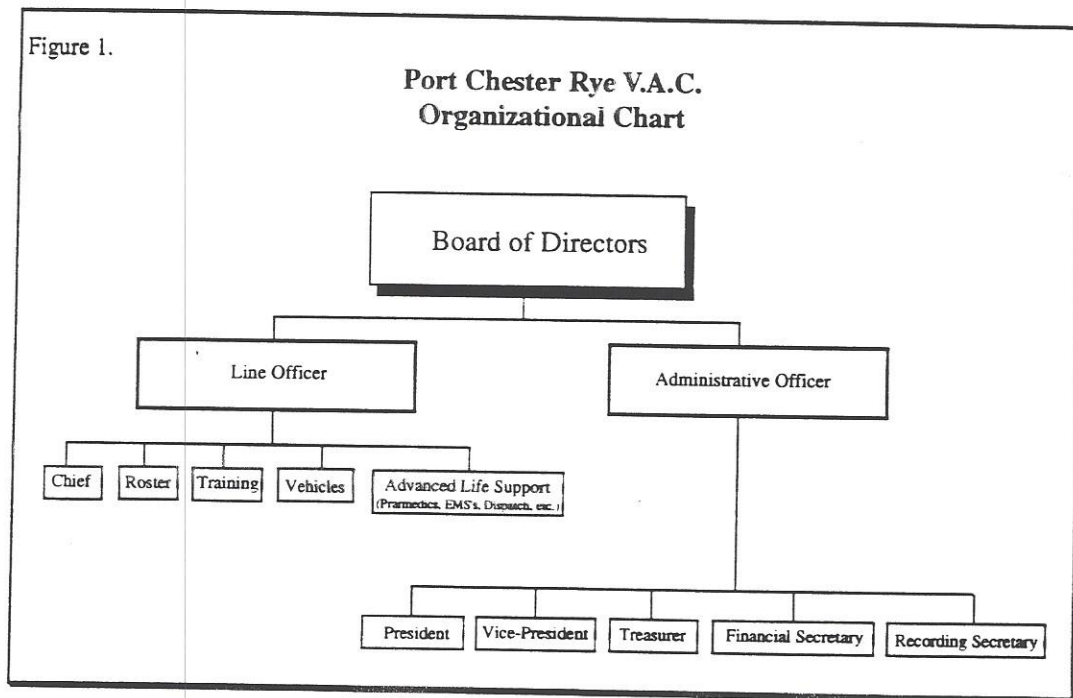 Figure 1.
Port Chester Rye V.A.C.
Organizational Chart
Board of Directors
Line Officer
Administrative Officer
Chief
Roster
Training
Vehicles
Advanced Life Support
(Prarmedics, EMS's, Dispatch, etc.)
President
Vice-President
Treasurer
Financial Secretary
Recording Secretary